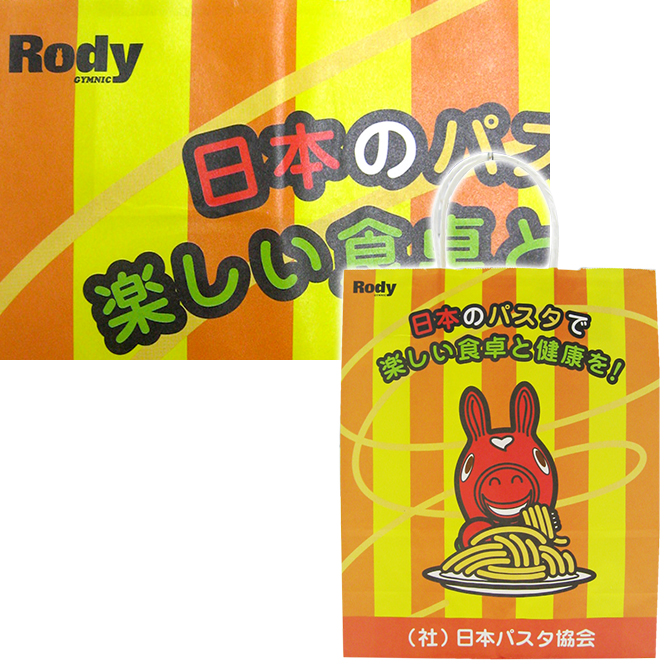 Rody
GYMNIC
日本のパス
楽しい食卓と
Rody
GYMNIC
日本のパスタで
楽しい食卓と健康を!
(社)日本パスタ協会